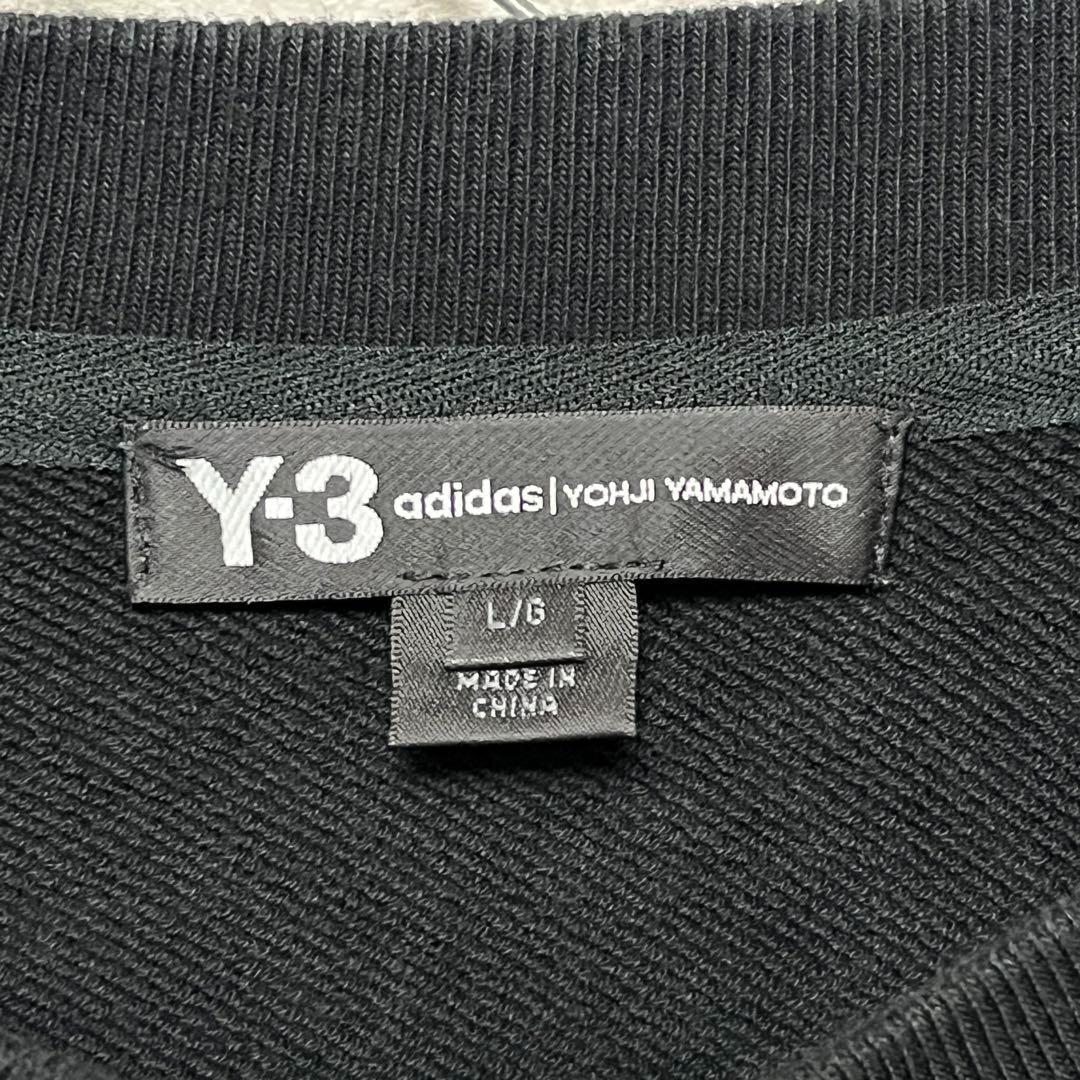 Y-3 adidas | YOHJI YAMAMOTO
L/G
MADE IN
CHINA